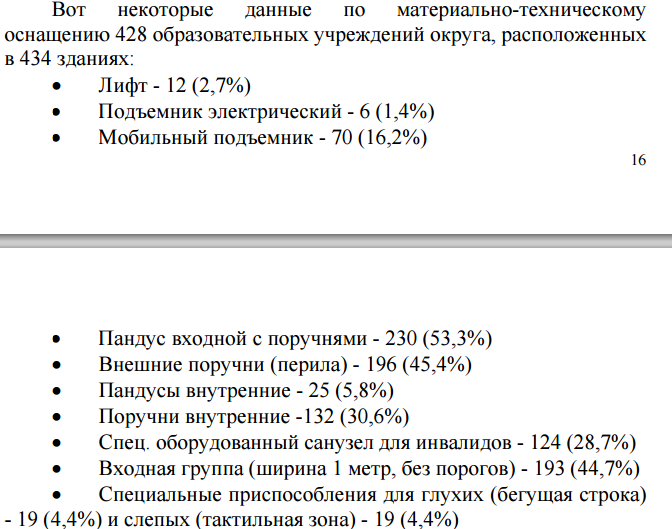 Вот некоторые данные по материально-техническому
оснащению 428 образовательных учреждений округа, расположенных
в 434 зданиях:
• Лифт - 12 (2,7%)
• Подъемник электрический - 6 (1,4%)
• Мобильный подъемник - 70 (16,2%)
16
• Пандус входной с поручнями - 230 (53,3%)
• Внешние поручни (перила) - 196 (45,4%)
• Пандусы внутренние - 25 (5,8%)
• Поручни внутренние -132 (30,6%)
• Спец. оборудованный санузел для инвалидов - 124 (28,7%)
• Входная группа (ширина 1 метр, без порогов) - 193 (44,7%)
• Специальные приспособления для глухих (бегущая строка)
- 19 (4,4%) и слепых (тактильная зона) - 19 (4,4%)